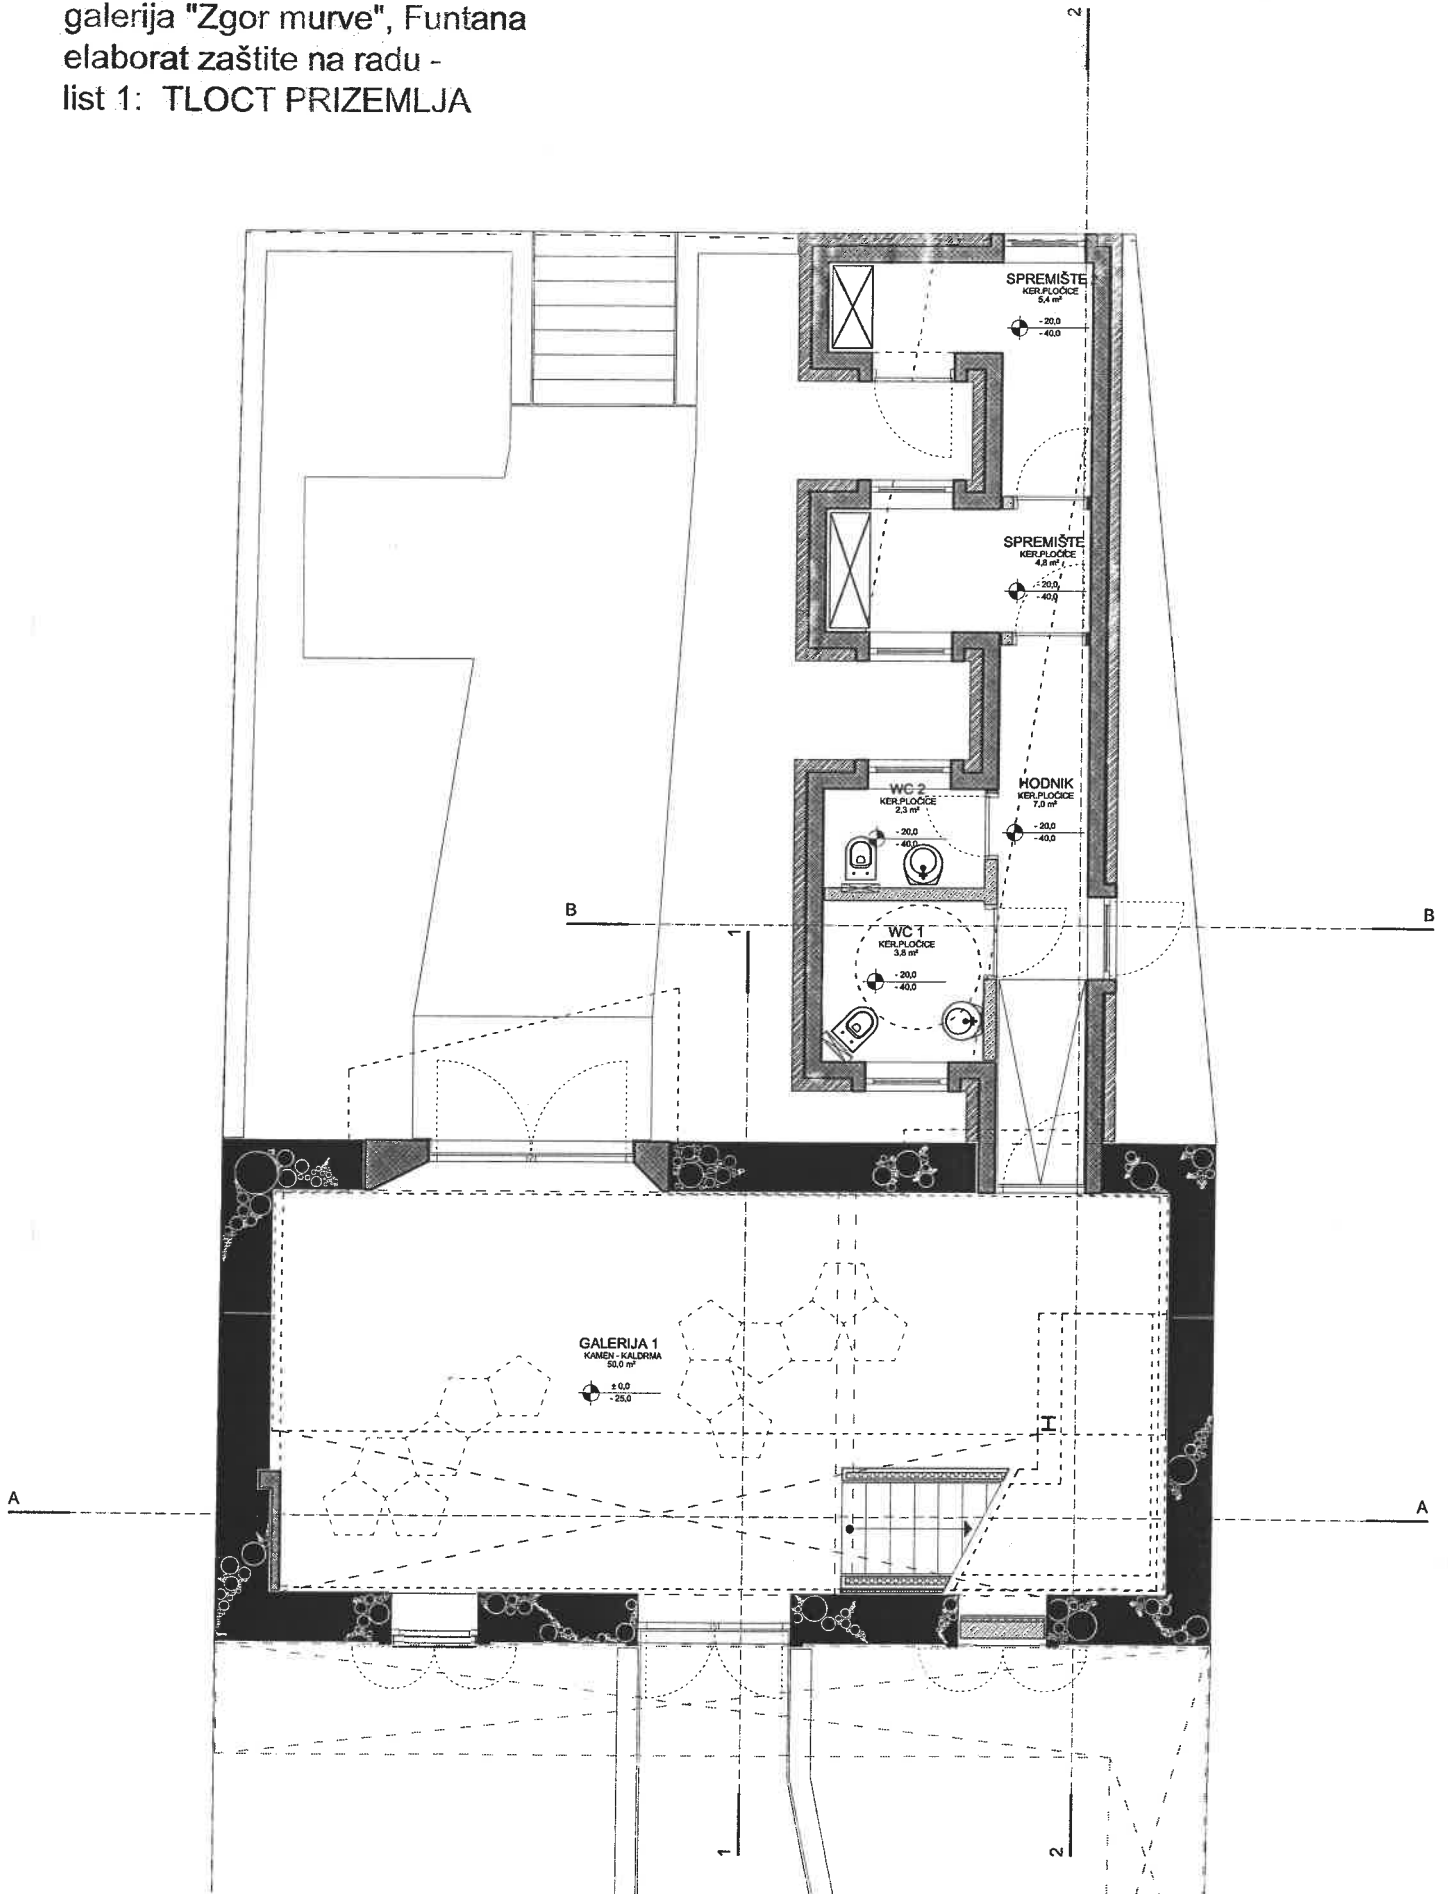 galerija "Zgor murve", Funtana
elaborat zaštite na radu -
list 1: TLOCT PRIZEMLJA
2
SPREMIŠTE
KER.PLOČICE
5,4 m²
- 20,0
- 40,0
SPREMIŠTE
KER.PLOČICE
4,8 m²
- 20,0
- 40,0
HODNIK
KER.PLOČICE
7,0 m²
- 20,0
- 40,0
WC 2
KER.PLOČICE
2,3 m²
- 20,0
- 40,0
B
B
1
WC 1
KER.PLOČICE
3,8 m²
- 20,0
- 40,0
GALERIJA 1
KAMEN - KALDRMA
50,0 m²
± 0,0
- 25,0
H
A
A
1
2